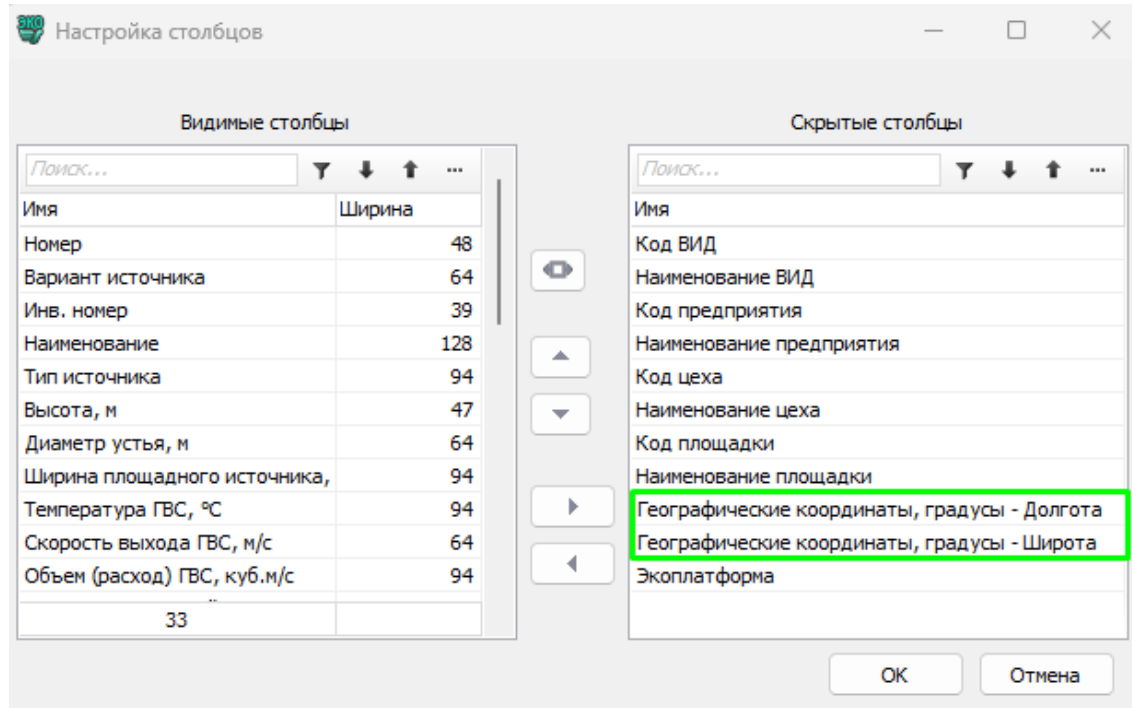 ЭКО
Настройка столбцов
Видимые столбцы
Поиск...
Имя Ширина
Номер 48
Вариант источника 64
Инв. номер 39
Наименование 128
Тип источника 94
Высота, м 47
Диаметр устья, м 64
Ширина площадного источника, 94
Температура ГВС, °С 94
Скорость выхода ГВС, м/с 64
Объем (расход) ГВС, куб.м/с 94
33
Скрытые столбцы
Поиск...
Имя
Код ВИД
Наименование ВИД
Код предприятия
Наименование предприятия
Код цеха
Наименование цеха
Код площадки
Наименование площадки
Географические координаты, градусы - Долгота
Географические координаты, градусы - Широта
Экоплатформа
ОК
Отмена